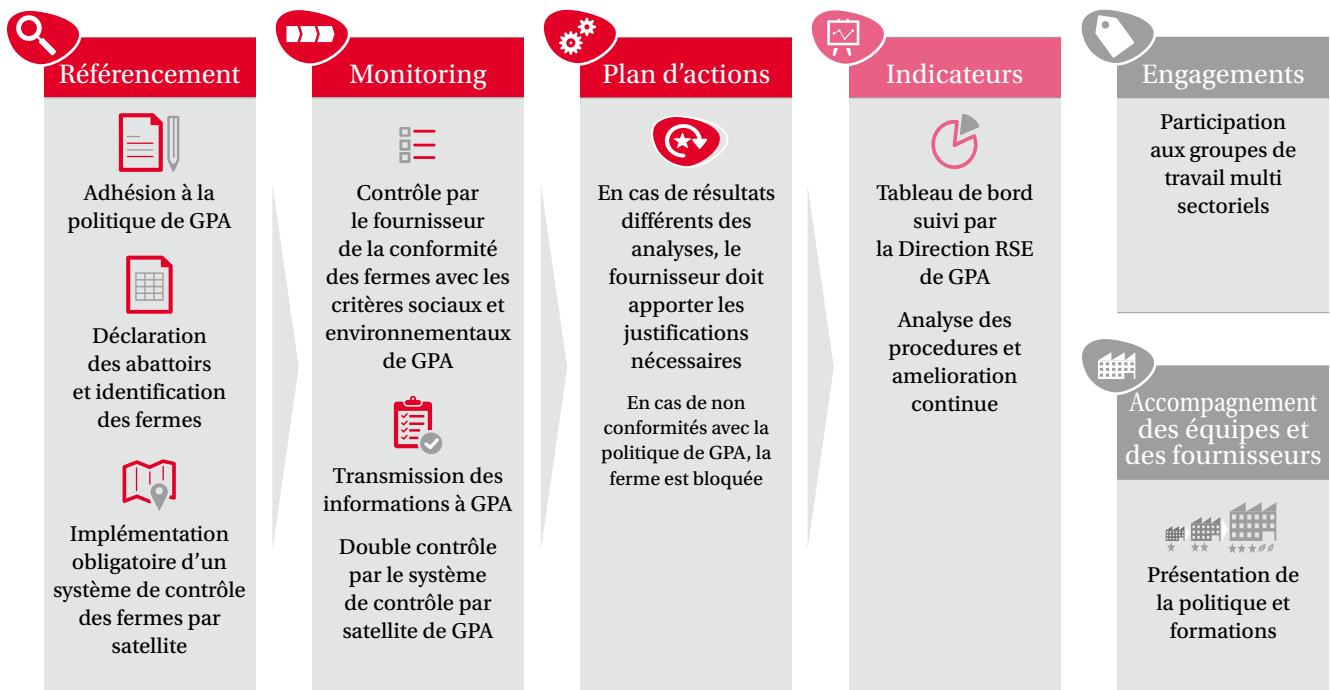 Référencement
Adhésion à la
politique de GPA
Déclaration
des abattoirs
et identification
des fermes
Implémentation
obligatoire d'un
système de contrôle
des fermes par
satellite
Monitoring
Contrôle par
le fournisseur
de la conformité
des fermes avec les
critères sociaux et
environnementaux
de GPA
Transmission des
informations à GPA
Double contrôle
par le système
de contrôle par
satellite de GPA
Plan d'actions
En cas de résultats
différents des
analyses, le
fournisseur doit
apporter les
justifications
nécessaires
En cas de non
conformités avec la
politique de GPA, la
ferme est bloquée
Indicateurs
Tableau de bord
suivi par
la Direction RSE
de GPA
Analyse des
procedures et
amelioration
continue
Engagements
Participation
aux groupes de
travail multi
sectoriels
Accompagnement
des équipes et
des fournisseurs
Présentation de
la politique et
formations